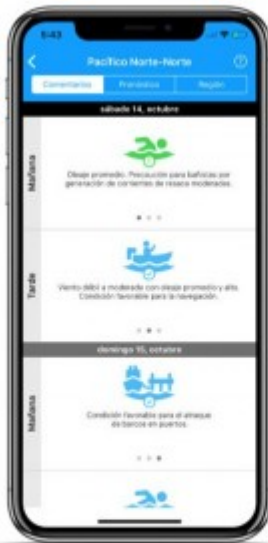 5:43
Pacífico Norte-Norte
Comentarios Pronóstico Región
sábado 14, octubre
Mañana
Oleaje promedio. Precaución para bañistas por
generación de corrientes de resaca moderadas.
Tarde
Viento débil a moderado con oleaje promedio y alto.
Condición favorable para la navegación.
domingo 15, octubre
Mañana
Condición favorable para el atraque
de barcos en puertos.